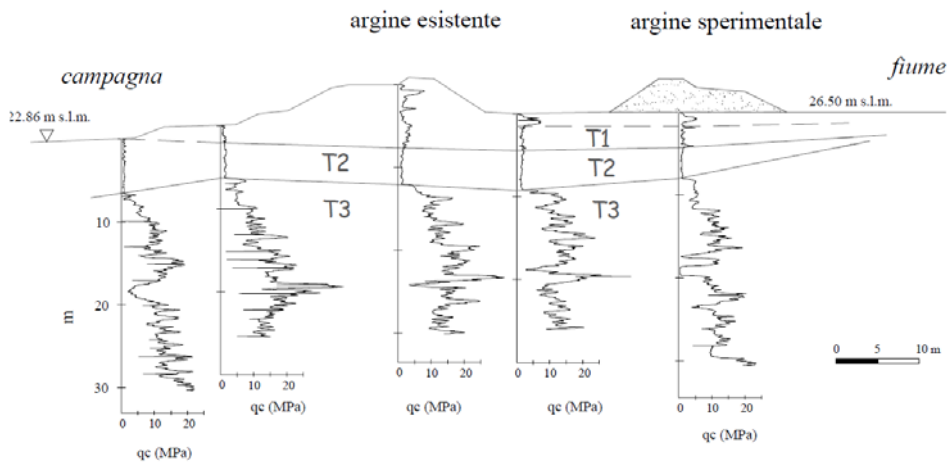 argine esistente
argine sperimentale
campagna
fiume
22.86 m s.l.m.
26.50 m s.l.m.
T1
T2
T2
T3
T3
10
20
30
m
0 5 10 m
0 10 20
qc (MPa)
0 10 20
qc (MPa)
0 10 20
qc (MPa)
0 10 20
qc (MPa)
0 10 20
qc (MPa)